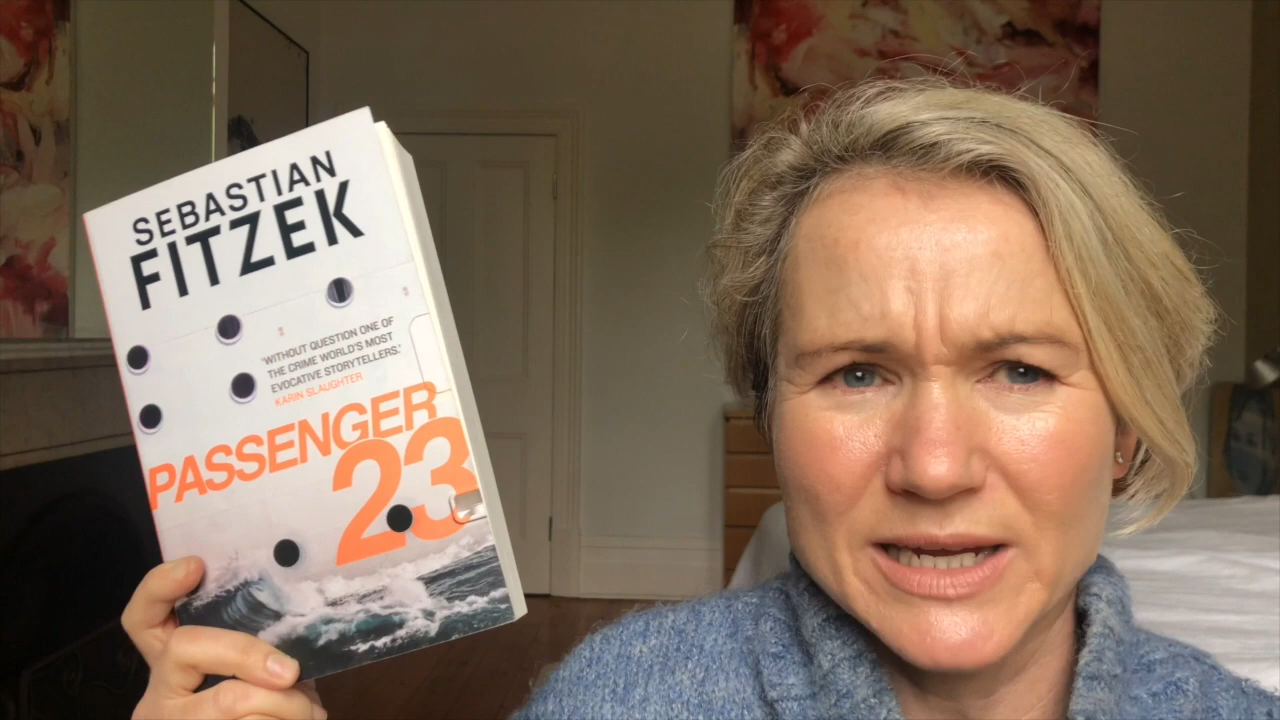 SEBASTIAN
FITZEK
"WITHOUT QUESTION ONE OF
THE CRIME WORLD'S MOST
EVOCATIVE STORYTELLERS."
KARIN SLAUGHTER
PASSENGER
23